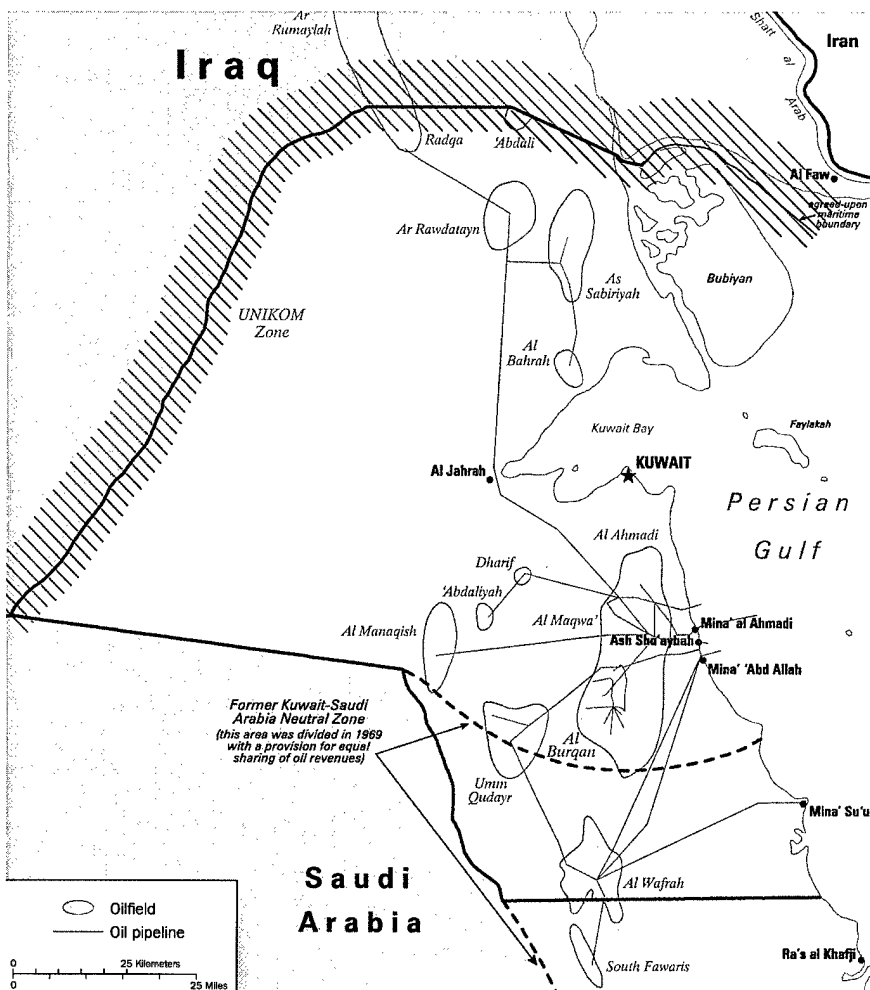 Ar
Rumaylah
Iraq
Shatt
al
Arab
Iran
Radqa
'Abdali
Al Faw
agreed-upon
maritime
boundary
Ar Rawdatayn
As
Sabiriyah
Bubiyan
UNIKOM
Zone
Al
Bahrah
Kuwait Bay
Faylakah
Al Jahrah
KUWAIT
Persian
Gulf
Al Ahmadi
Dharif
'Abdaliyah
Al Manaqish
Al Maqwa'
Mina' al Ahmadi
Ash Shu'aybah
Mina' 'Abd Allah
Former Kuwait-Saudi
Arabia Neutral Zone
(this area was divided in 1969
with a provision for equal
sharing of oil revenues)
Al
Burqan
Umm
Qudayr
Mina' Su'u
Saudi
Arabia
Al Wafrah
South Fawaris
Ra's al Khafji
Oilfield
Oil pipeline
0 25 Kilometers
0 25 Miles